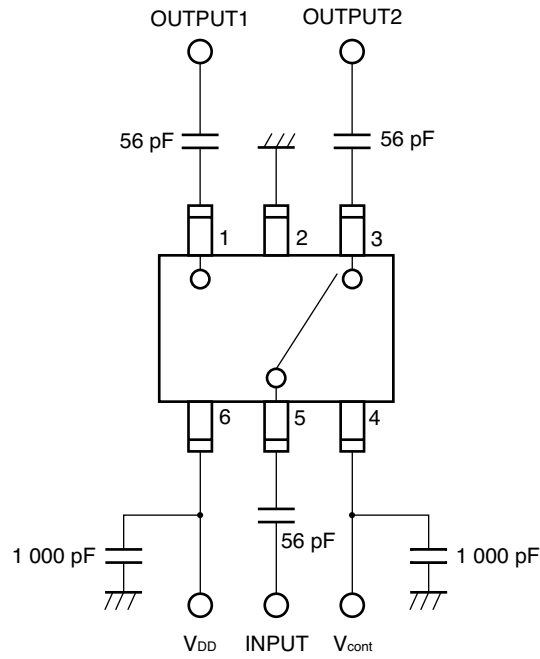 OUTPUT1 OUTPUT2
56 pF 56 pF
1 2 3
6 5 4
1 000 pF 56 pF 1 000 pF
VDD INPUT Vcont